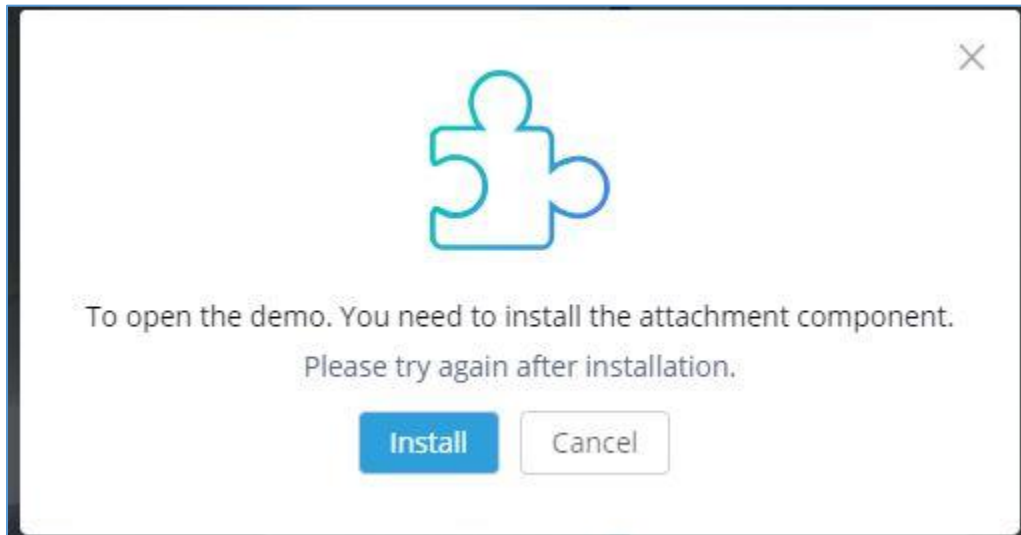 To open the demo. You need to install the attachment component.
Please try again after installation.
Install
Cancel